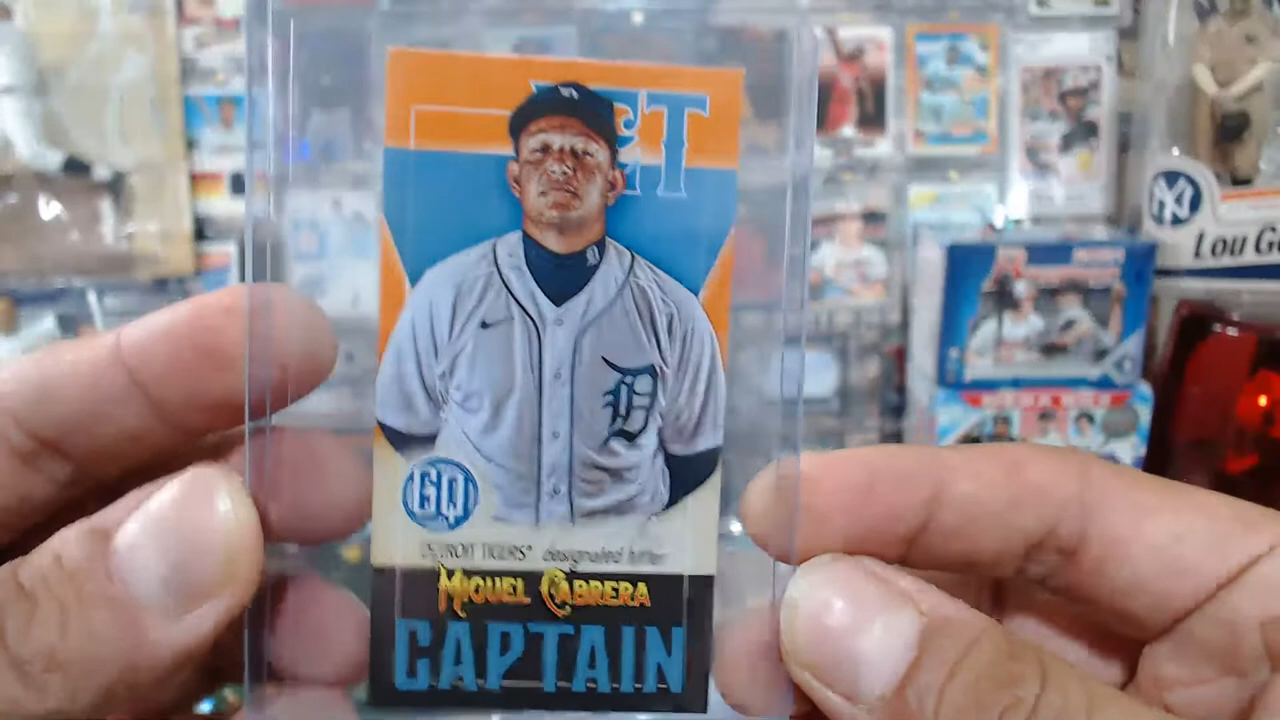 GQ
DETROIT TIGERS® designated hitter
MIGUEL CABRERA
CAPTAIN
NY
Lou G